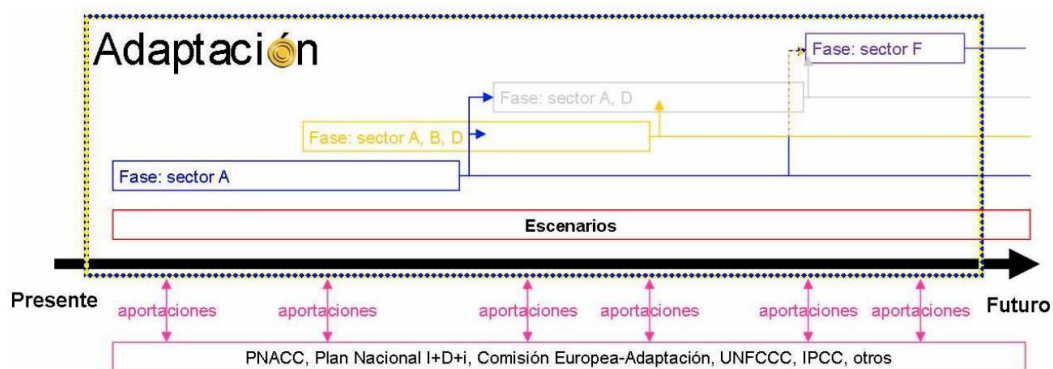 Adaptación
Fase: sector F
Fase: sector A, D
Fase: sector A, B, D
Fase: sector A
Escenarios
Presente
Futuro
aportaciones aportaciones aportaciones aportaciones aportaciones aportaciones
PNACC, Plan Nacional I+D+i, Comisión Europea-Adaptación, UNFCCC, IPCC, otros